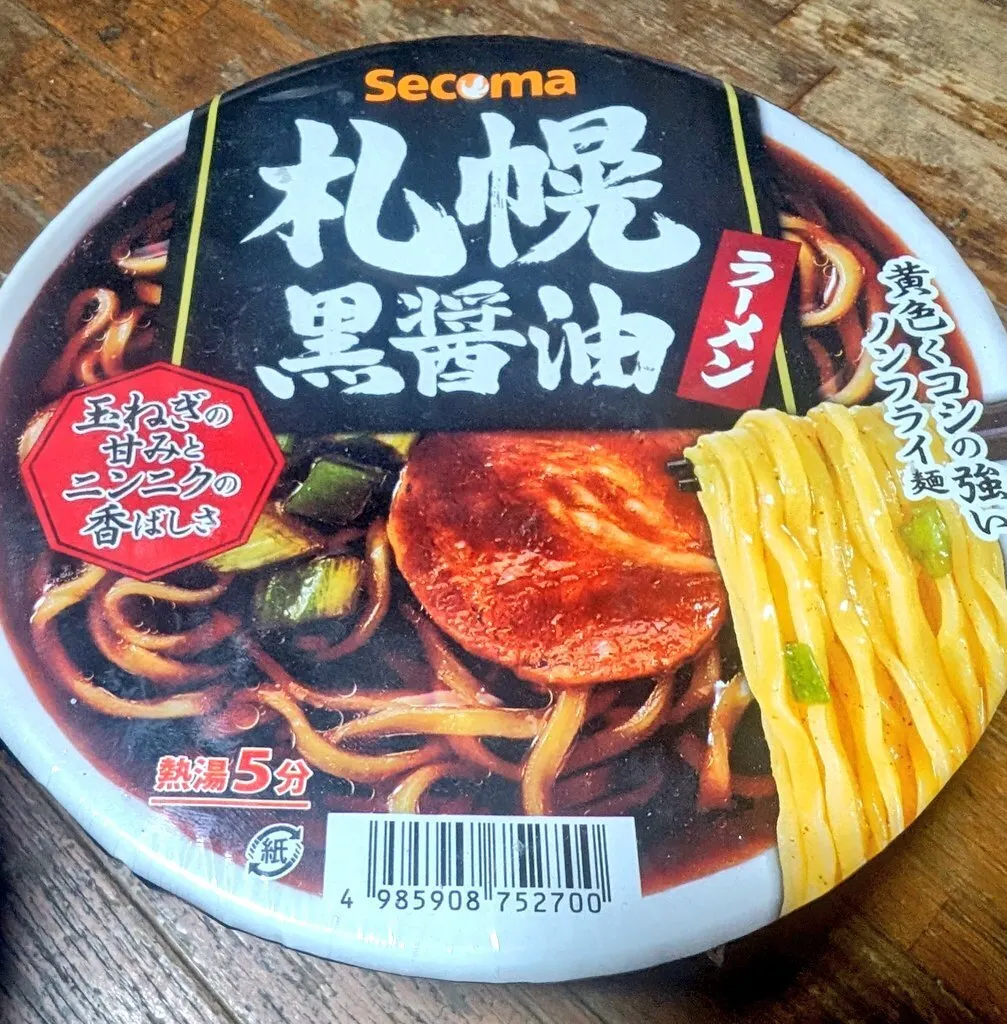 Secoma
札幌
黒醤油
ラーメン
黄色くコシの強い
ノンフライ麺
玉ねぎの
甘みと
ニンニクの
香ばしさ
熱湯5分
紙
4 985908 752700